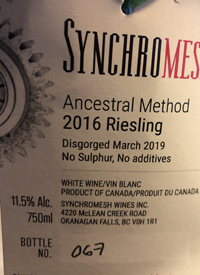 SYNCHROMES
Ancestral Method
2016 Riesling
Disgorged March 2019
No Sulphur, No additives
WHITE WINE/VIN BLANC
PRODUCT OF CANADA/PRODUIT DU CANADA
11.5% Alc.
750ml
SYNCHROMESH WINES INC.
4220 McLEAN CREEK ROAD
OKANAGAN FALLS, BC V0H 1R1
BOTTLE
NO.
067